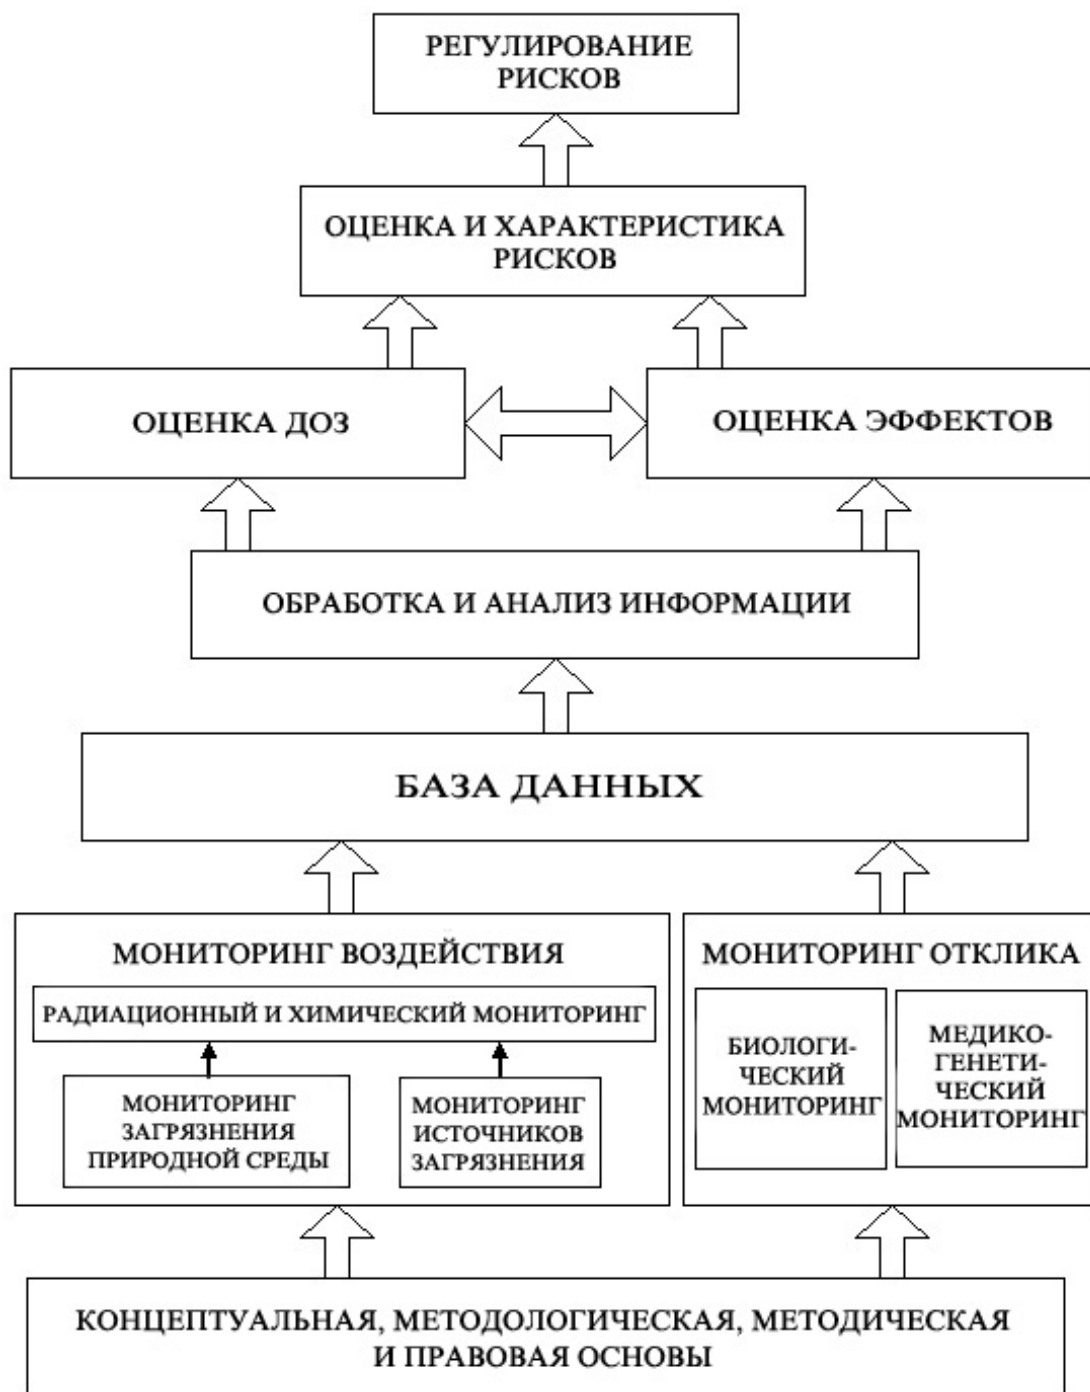 РЕГУЛИРОВАНИЕ
РИСКОВ
ОЦЕНКА И ХАРАКТЕРИСТИКА
РИСКОВ
ОЦЕНКА ДОЗ
ОЦЕНКА ЭФФЕКТОВ
ОБРАБОТКА И АНАЛИЗ ИНФОРМАЦИИ
БАЗА ДАННЫХ
МОНИТОРИНГ ВОЗДЕЙСТВИЯ
РАДИАЦИОННЫЙ И ХИМИЧЕСКИЙ МОНИТОРИНГ
МОНИТОРИНГ
ЗАГРЯЗНЕНИЯ
ПРИРОДНОЙ СРЕДЫ
МОНИТОРИНГ
ИСТОЧНИКОВ
ЗАГРЯЗНЕНИЯ
МОНИТОРИНГ ОТКЛИКА
БИОЛОГИ-
ЧЕСКИЙ
МОНИТОРИНГ
МЕДИКО-
ГЕНЕТИ-
ЧЕСКИЙ
МОНИТОРИНГ
КОНЦЕПТУАЛЬНАЯ, МЕТОДОЛОГИЧЕСКАЯ, МЕТОДИЧЕСКАЯ
И ПРАВОВАЯ ОСНОВЫ